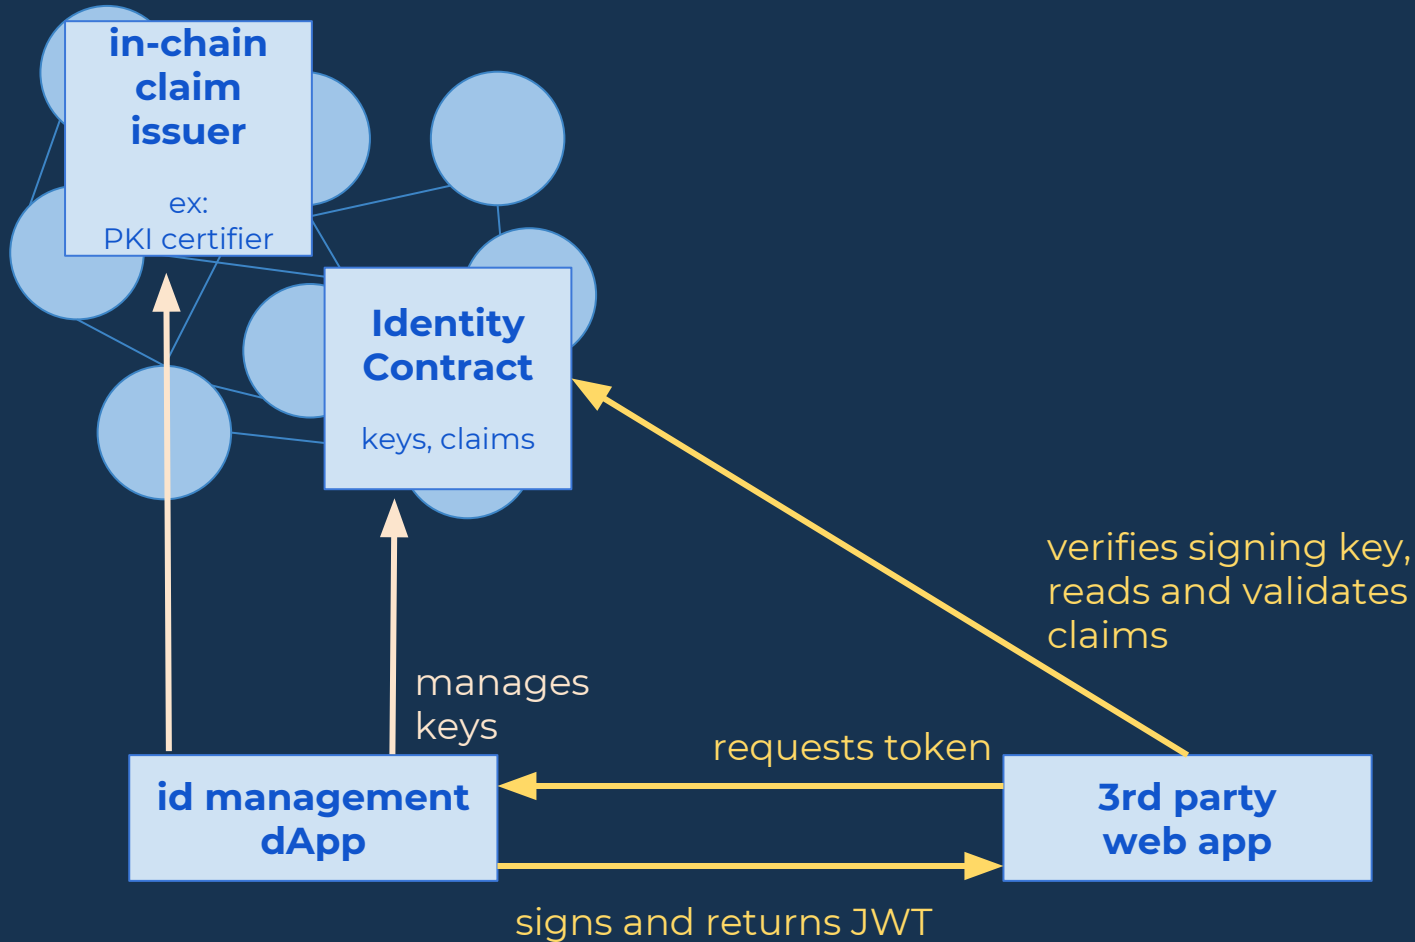 in-chain
claim
issuer
ex:
PKI certifier
Identity
Contract
keys, claims
verifies signing key,
reads and validates
claims
manages
keys
requests token
id management
dApp
3rd party
web app
signs and returns JWT